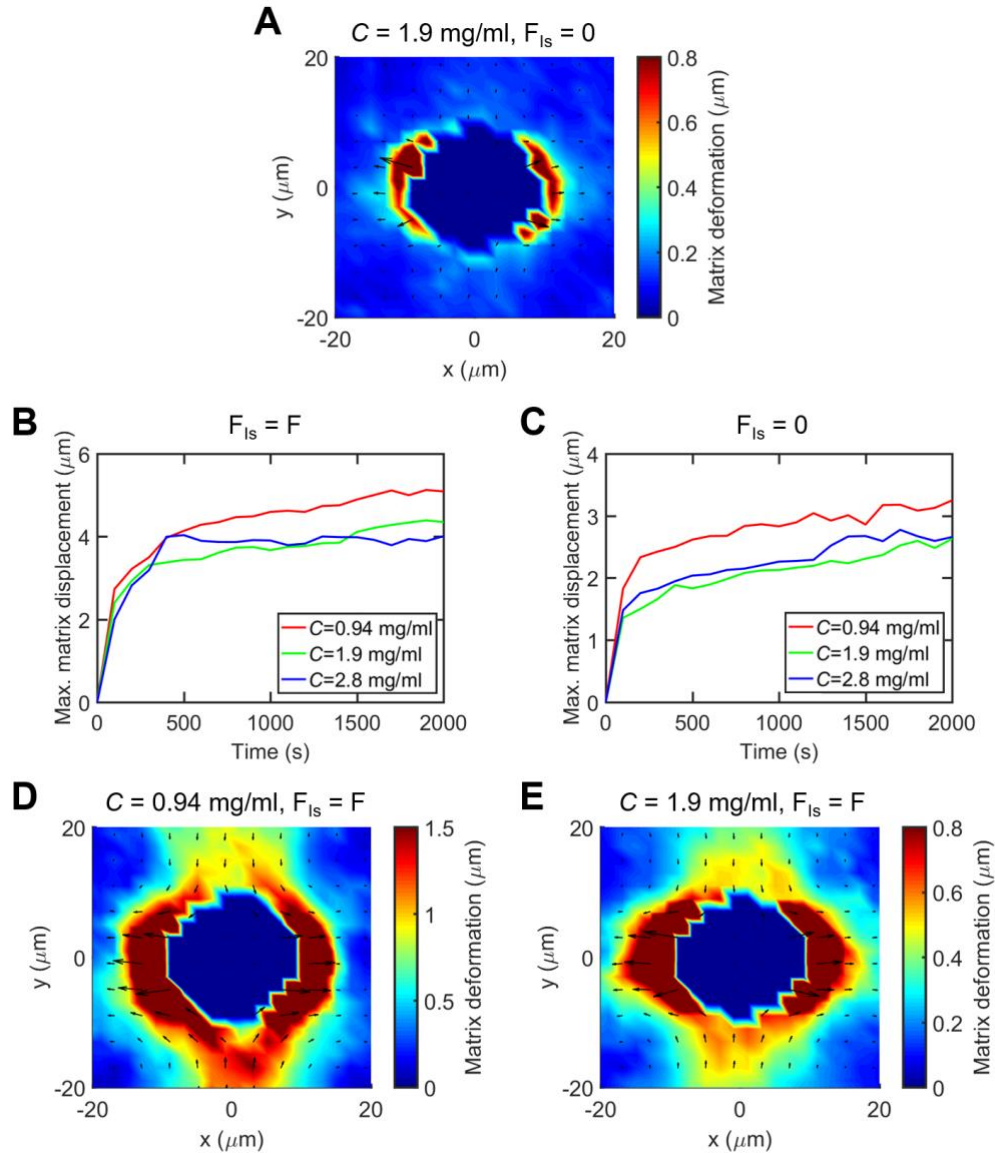 A
C = 1.9 mg/ml, F_ls = 0
20
0
-20
y (μm)
-20 0 20
x (μm)
0.8
0.6
0.4
0.2
0
Matrix deformation (μm)
B
F_ls = F
6
4
2
0
Max. matrix displacement (μm)
C=0.94 mg/ml
C=1.9 mg/ml
C=2.8 mg/ml
0 500 1000 1500 2000
Time (s)
C
F_ls = 0
4
3
2
1
0
Max. matrix displacement (μm)
C=0.94 mg/ml
C=1.9 mg/ml
C=2.8 mg/ml
0 500 1000 1500 2000
Time (s)
D
C = 0.94 mg/ml, F_ls = F
20
0
-20
y (μm)
-20 0 20
x (μm)
1.5
1
0.5
0
Matrix deformation (μm)
E
C = 1.9 mg/ml, F_ls = F
20
0
-20
y (μm)
-20 0 20
x (μm)
0.8
0.6
0.4
0.2
0
Matrix deformation (μm)